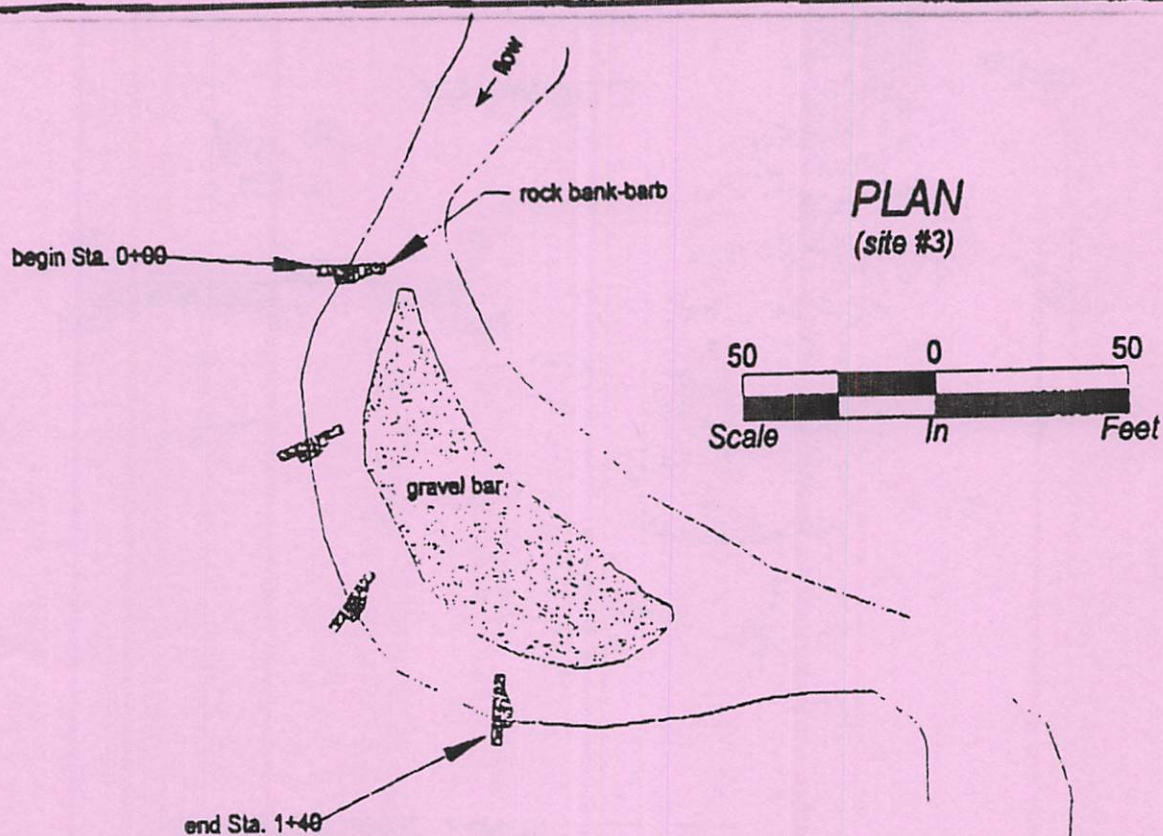 flow
rock bank-barb
PLAN
(site #3)
begin Sta. 0+00
50 0 50
Scale In Feet
gravel bar
end Sta. 1+40